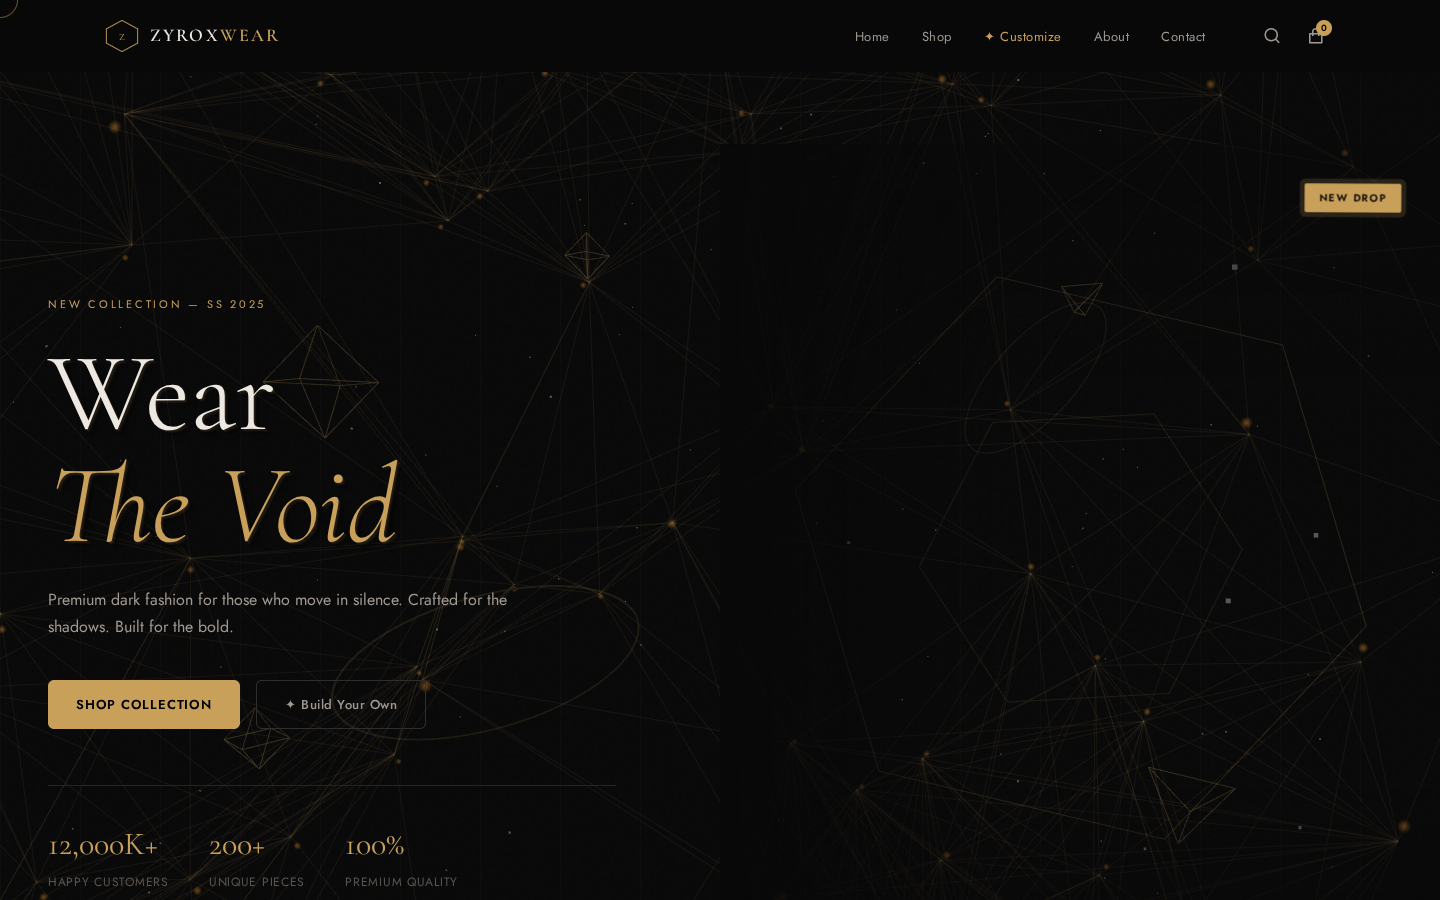 Z ZYROXWEAR
Home Shop ✦ Customize About Contact 0
NEW DROP
NEW COLLECTION — SS 2025
Wear
The Void
Premium dark fashion for those who move in silence. Crafted for the
shadows. Built for the bold.
SHOP COLLECTION ✦ Build Your Own
12,000K+ 200+ 100%
HAPPY CUSTOMERS UNIQUE PIECES PREMIUM QUALITY